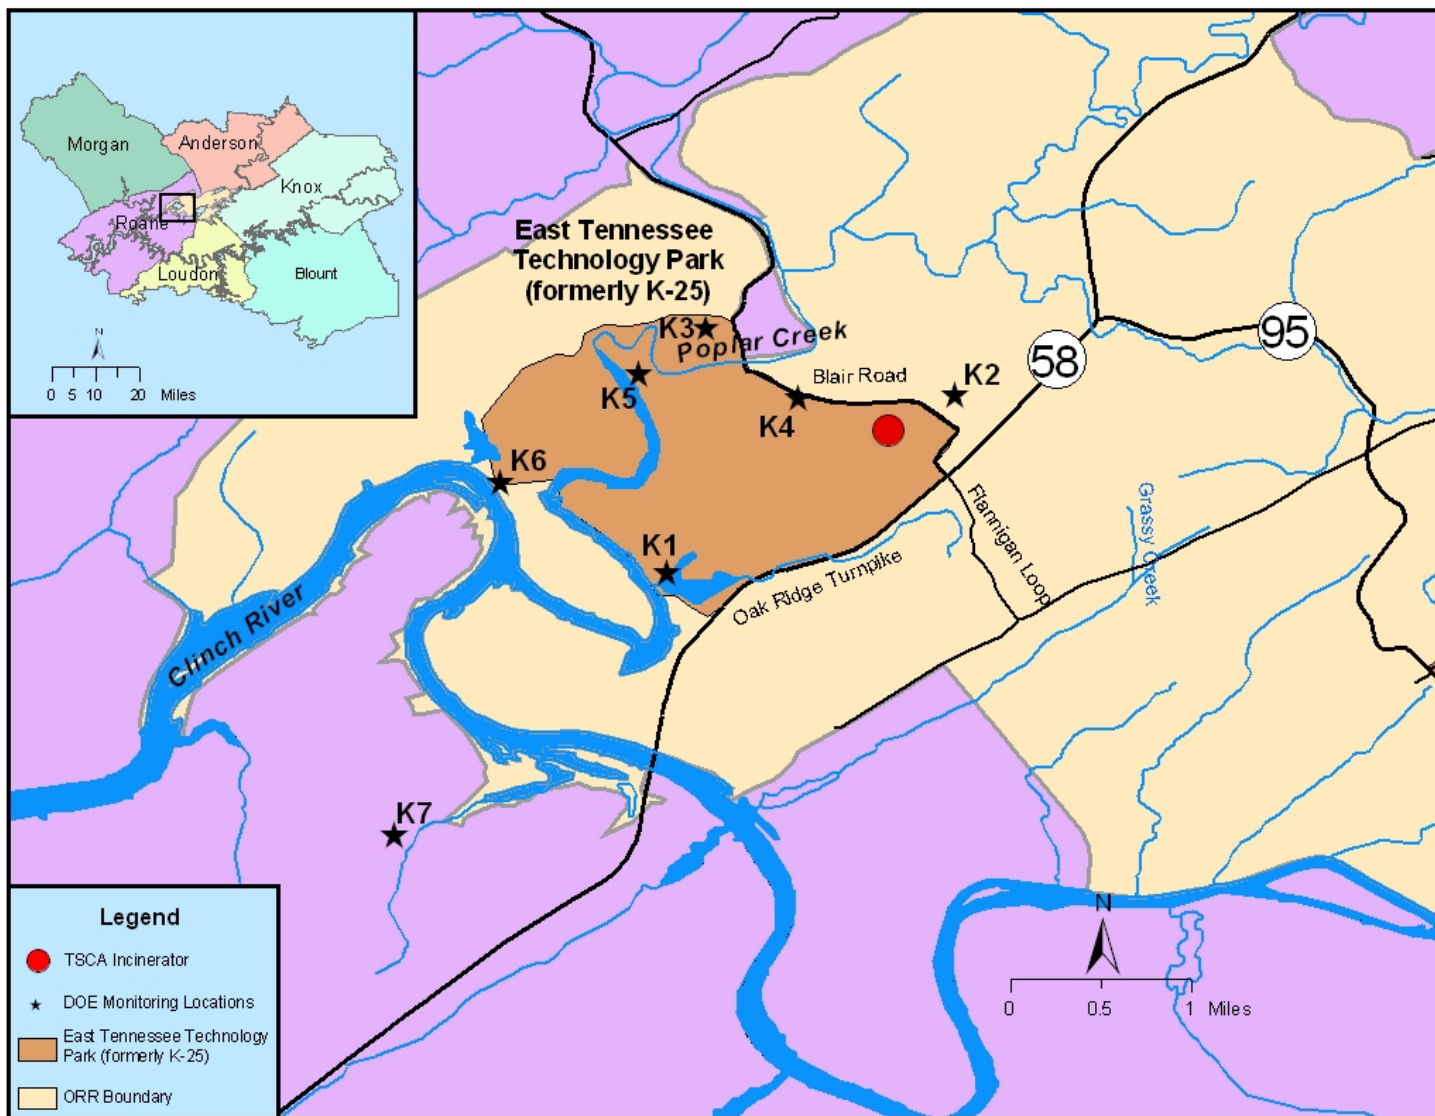 Morgan
Anderson
Knox
Roane
Loudon
Blount
N
0 5 10 20 Miles
East Tennessee
Technology Park
(formerly K-25)
K3
Poplar Creek
58
95
Blair Road
K2
K5
K4
K6
Flannigan Loop
Grassy Creek
K1
Oak Ridge Turnpike
Clinch River
K7
Legend
TSCA Incinerator
DOE Monitoring Locations
East Tennessee Technology
Park (formerly K-25)
ORR Boundary
N
0 0.5 1 Miles